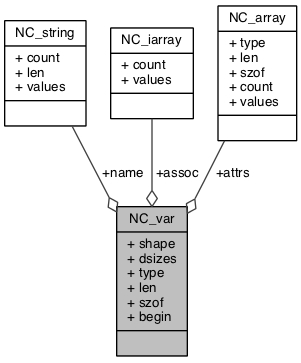 NC_string
+ count
+ len
+ values
NC_iarray
+ count
+ values
NC_array
+ type
+ len
+ szof
+ count
+ values
+name
+assoc
+attrs
NC_var
+ shape
+ dsizes
+ type
+ len
+ szof
+ begin